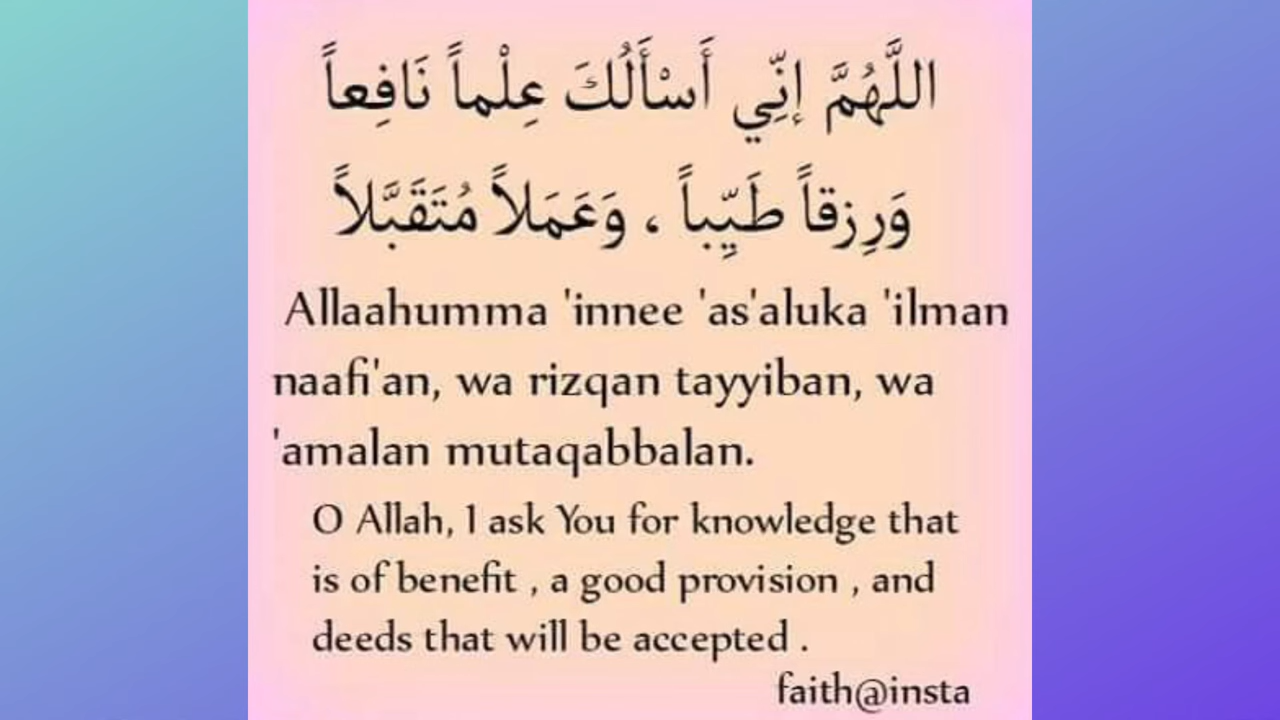 اللَّهُمَّ إنِّي أَسْأَلُكَ عِلْماً نَافِعاً
وَرِزقاً طَيِّباً ، وَعَمَلاً مُتَقَبَّلاً
Allaahumma 'innee 'as'aluka 'ilman
naafi'an, wa rizqan tayyiban, wa
'amalan mutaqabbalan.
O Allah, I ask You for knowledge that
is of benefit , a good provision , and
deeds that will be accepted .
faith@insta